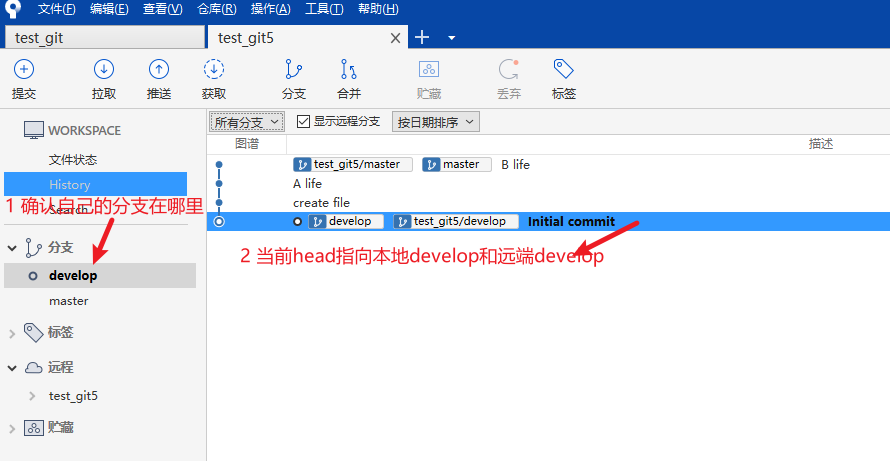 文件(F) 编辑(E) 查看(V) 仓库(R) 操作(A) 工具(T) 帮助(H)
test_git test_git5
提交 拉取 推送 获取 分支 合并 贮藏 丢弃 标签
所有分支 显示远程分支 按日期排序
图谱 描述
WORKSPACE
文件状态
History
Search
1 确认自己的分支在哪里
分支
develop
master
标签
远程
test_git5
贮藏
test_git5/master master B life
A life
create file
develop test_git5/develop Initial commit
2 当前head指向本地develop和远端develop